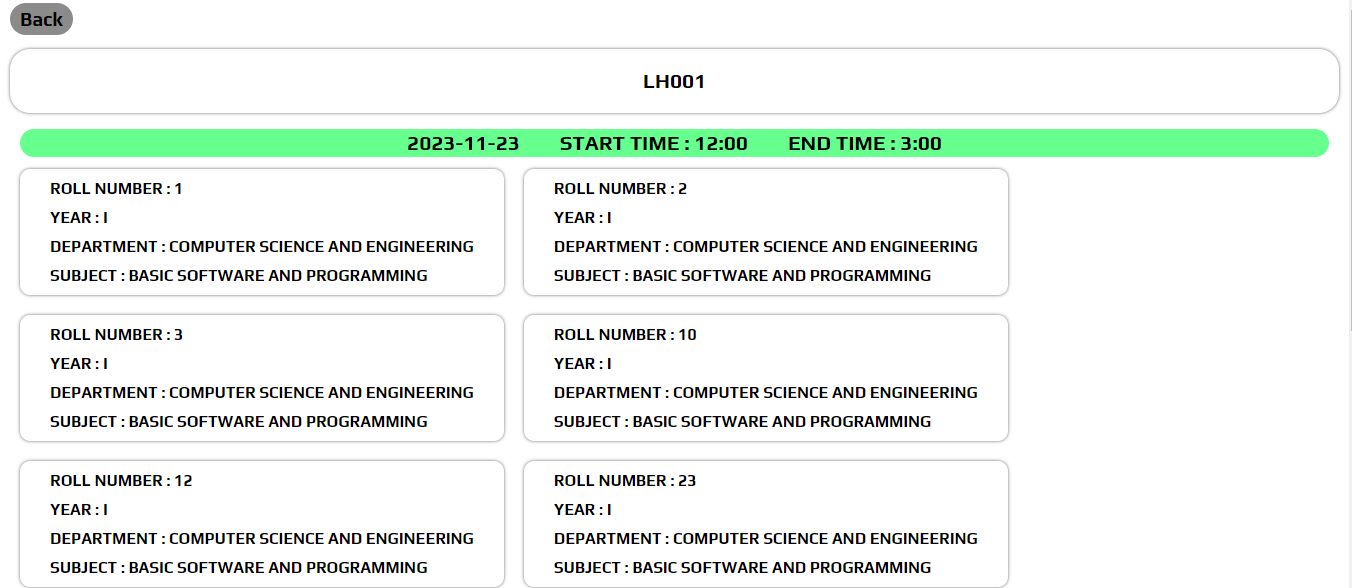 Back
LH001
2023-11-23 START TIME : 12:00 END TIME : 3:00
ROLL NUMBER : 1
YEAR : I
DEPARTMENT : COMPUTER SCIENCE AND ENGINEERING
SUBJECT : BASIC SOFTWARE AND PROGRAMMING
ROLL NUMBER : 2
YEAR : I
DEPARTMENT : COMPUTER SCIENCE AND ENGINEERING
SUBJECT : BASIC SOFTWARE AND PROGRAMMING
ROLL NUMBER : 3
YEAR : I
DEPARTMENT : COMPUTER SCIENCE AND ENGINEERING
SUBJECT : BASIC SOFTWARE AND PROGRAMMING
ROLL NUMBER : 10
YEAR : I
DEPARTMENT : COMPUTER SCIENCE AND ENGINEERING
SUBJECT : BASIC SOFTWARE AND PROGRAMMING
ROLL NUMBER : 12
YEAR : I
DEPARTMENT : COMPUTER SCIENCE AND ENGINEERING
SUBJECT : BASIC SOFTWARE AND PROGRAMMING
ROLL NUMBER : 23
YEAR : I
DEPARTMENT : COMPUTER SCIENCE AND ENGINEERING
SUBJECT : BASIC SOFTWARE AND PROGRAMMING